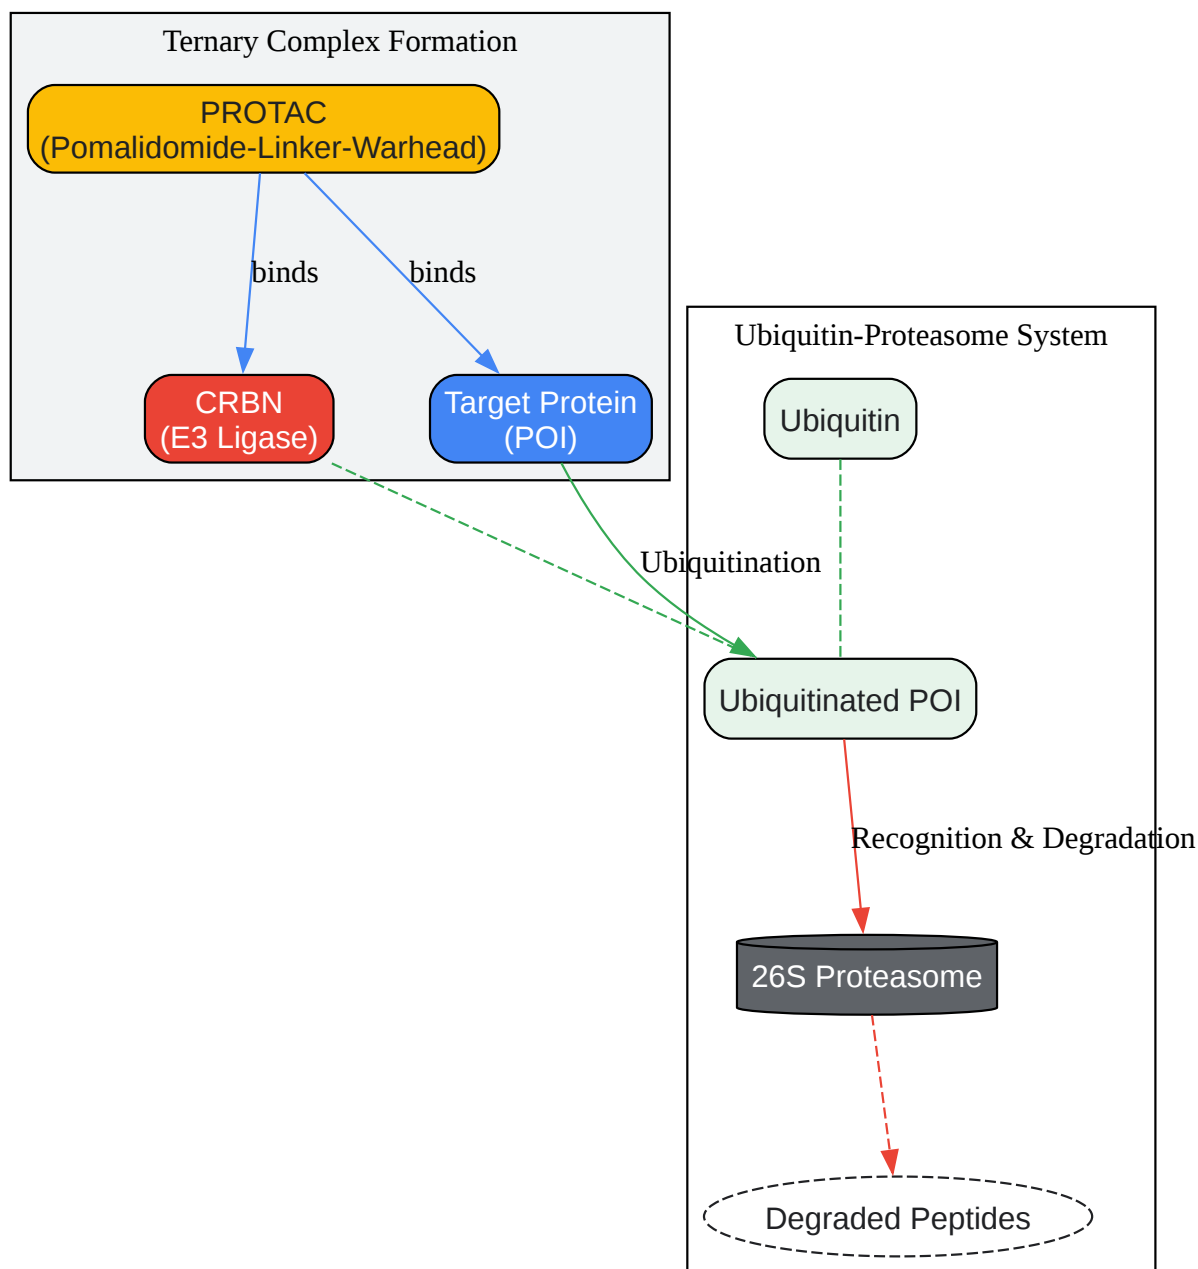 Ternary Complex Formation
PROTAC
(Pomalidomide-Linker-Warhead)
binds
binds
CRBN
(E3 Ligase)
Target Protein
(POI)
Ubiquitin-Proteasome System
Ubiquitin
Ubiquitination
Ubiquitinated POI
Recognition & Degradation
26S Proteasome
Degraded Peptides